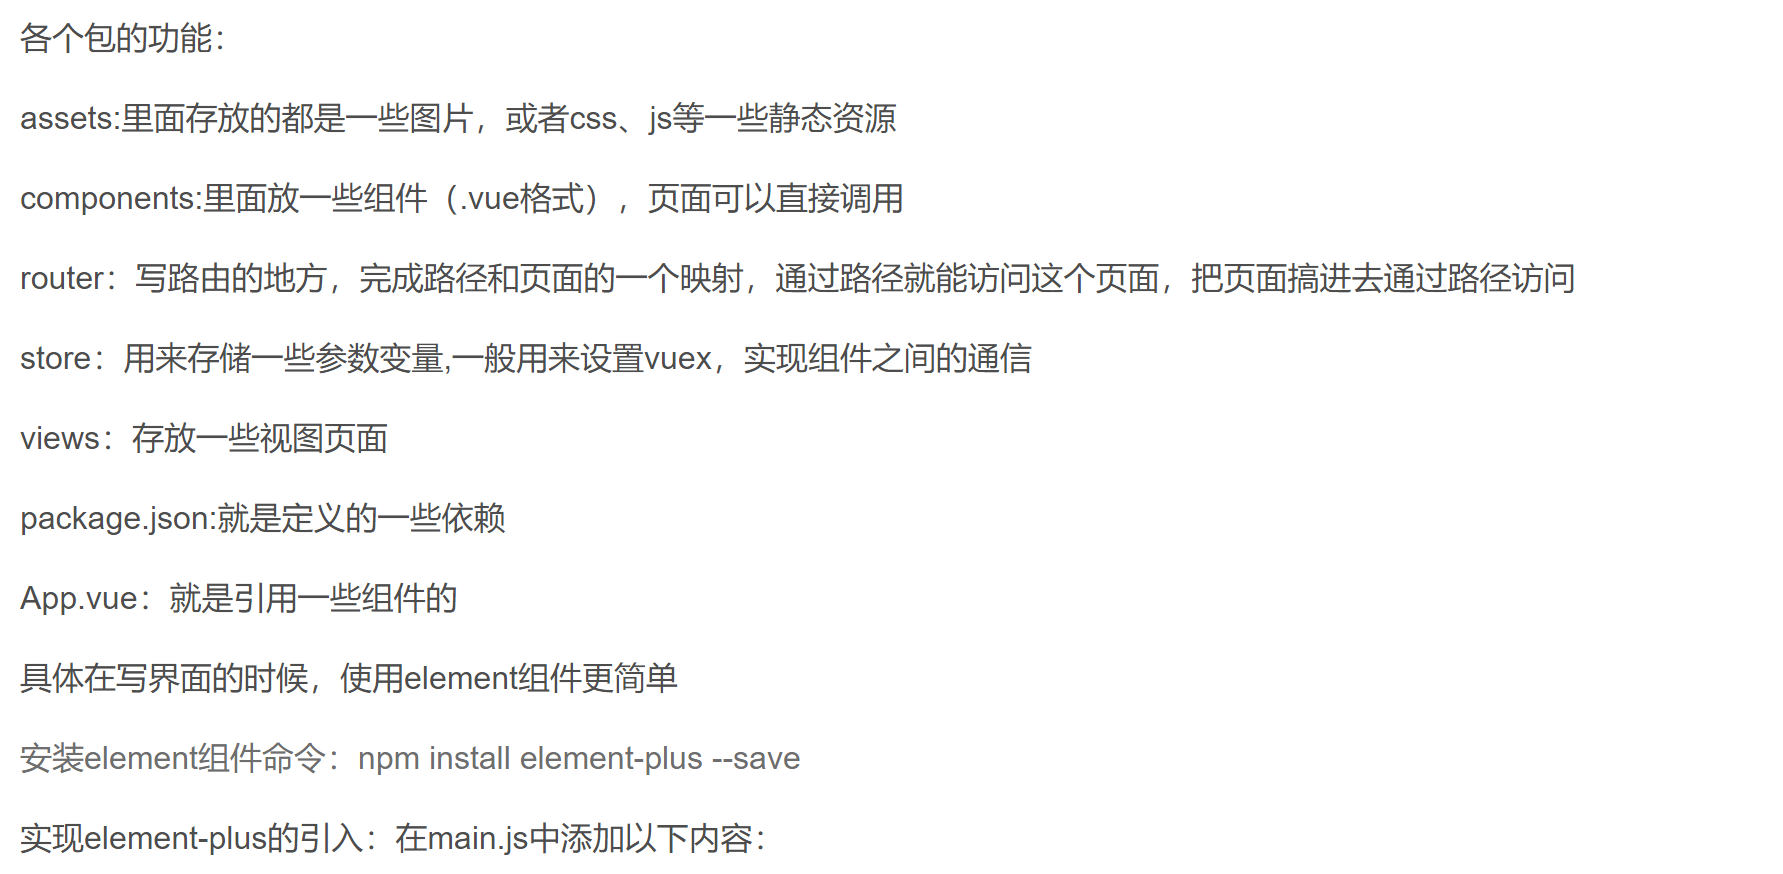 各个包的功能：
assets:里面存放的都是一些图片，或者css、js等一些静态资源
components:里面放一些组件（.vue格式），页面可以直接调用
router：写路由的地方，完成路径和页面的一个映射，通过路径就能访问这个页面，把页面搞进去通过路径访问
store：用来存储一些参数变量,一般用来设置vuex，实现组件之间的通信
views：存放一些视图页面
package.json:就是定义的一些依赖
App.vue：就是引用一些组件的
具体在写界面的时候，使用element组件更简单
安装element组件命令：npm install element-plus --save
实现element-plus的引入：在main.js中添加以下内容：